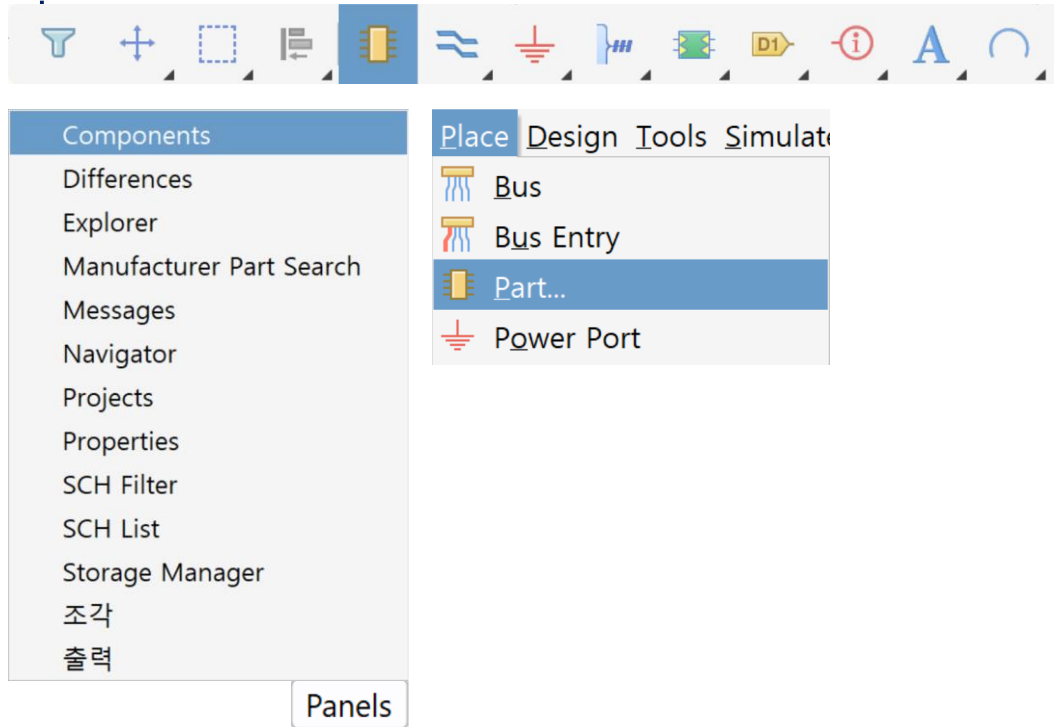 D1
i
A
Components
Differences
Explorer
Manufacturer Part Search
Messages
Navigator
Projects
Properties
SCH Filter
SCH List
Storage Manager
조각
출력
Panels
Place Design Tools Simulate
Bus
Bus Entry
Part...
Power Port